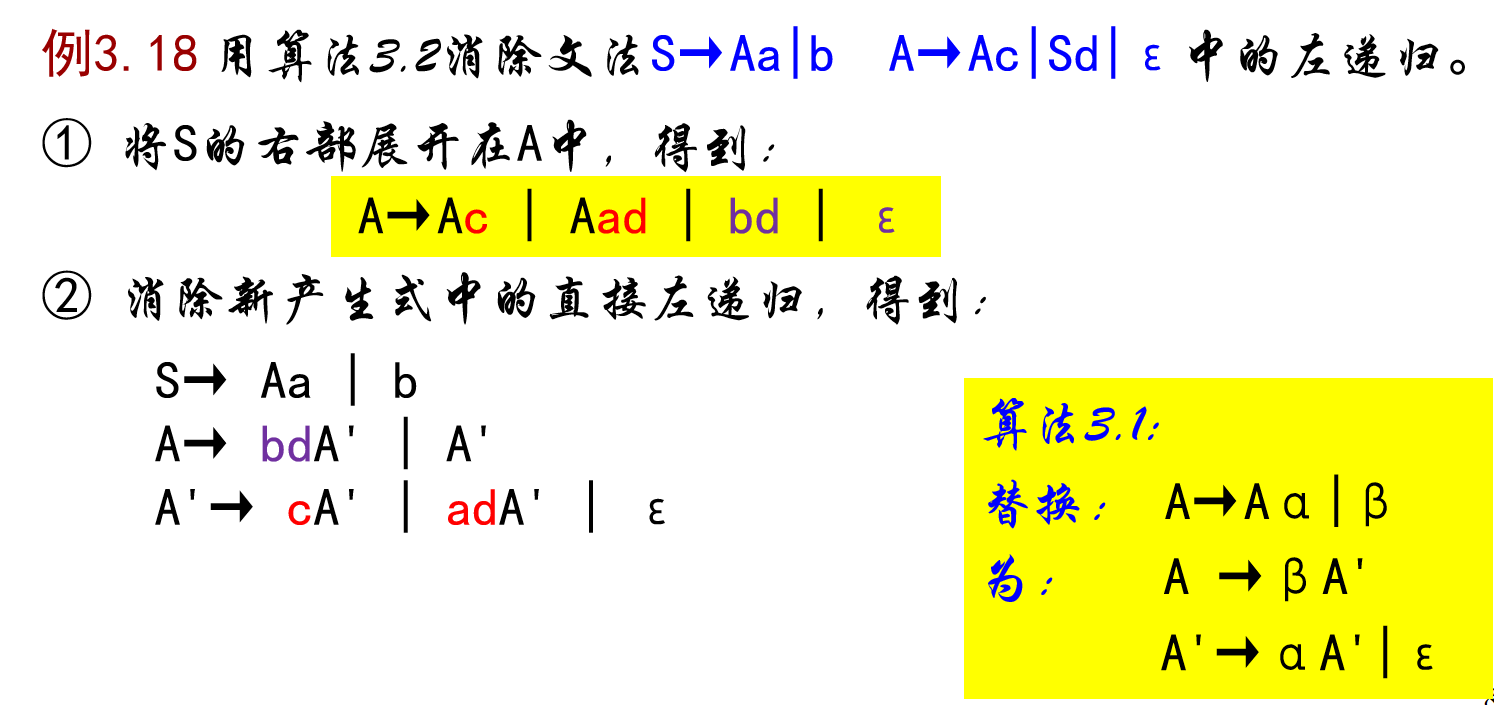 例3.18 用算法3.2消除文法S→Aa|b A→Ac|Sd|ε中的左递归。
① 将S的右部展开在A中，得到：
A→Ac | Aad | bd | ε
② 消除新产生式中的直接左递归，得到：
S→ Aa | b
A→ bdA' | A'
A'→ cA' | adA' | ε
算法3.1:
替换： A→Aα|β
为： A → βA'
A'→αA'|ε